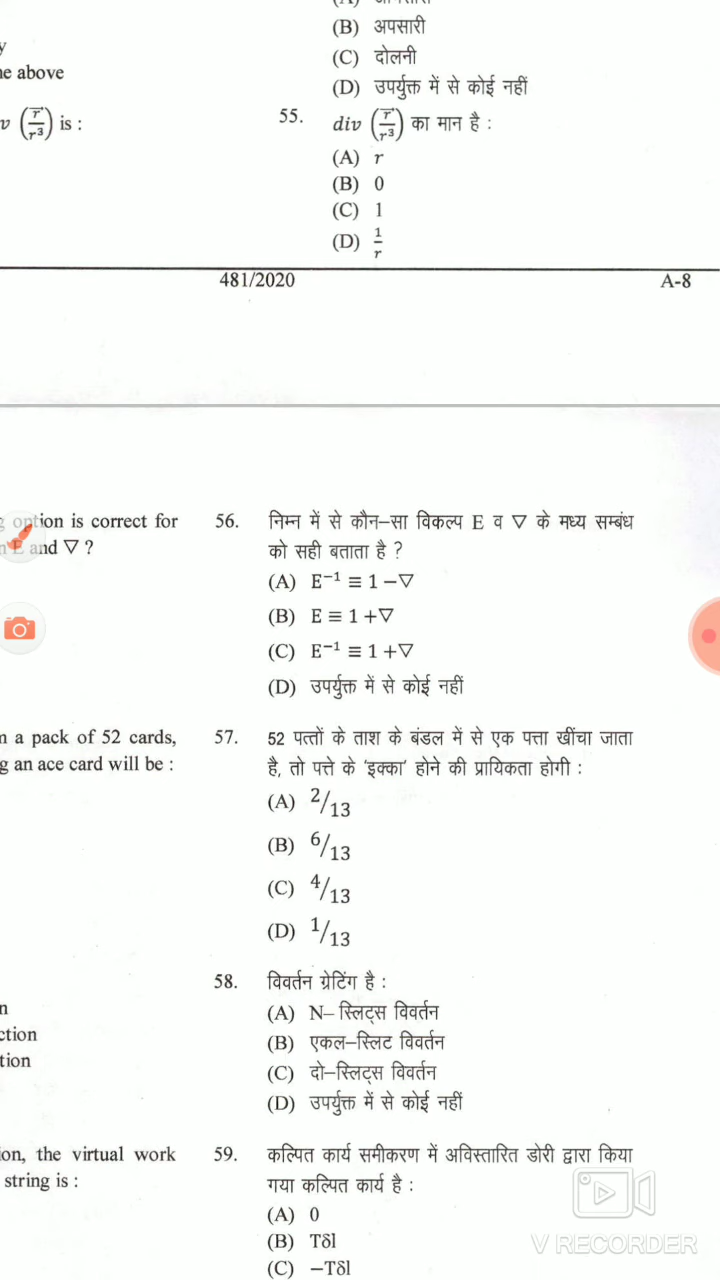 (B) अपसारी
(C) दोलनी
e above
(D) उपर्युक्त में से कोई नहीं
v (r⃗/r³) is :
55. div (r⃗/r³) का मान है :
(A) r
(B) 0
(C) 1
(D) 1/r
481/2020 A-8
option is correct for
E and ▽ ?
56. निम्न में से कौन–सा विकल्प E व ▽ के मध्य सम्बंध
को सही बताता है ?
(A) E⁻¹ ≡ 1 −▽
(B) E ≡ 1 +▽
(C) E⁻¹ ≡ 1 +▽
(D) उपर्युक्त में से कोई नहीं
a pack of 52 cards,
g an ace card will be :
57. 52 पत्तों के ताश के बंडल में से एक पत्ता खींचा जाता
है, तो पत्ते के ‘इक्का’ होने की प्रायिकता होगी :
(A) 2/13
(B) 6/13
(C) 4/13
(D) 1/13
58. विवर्तन ग्रेटिंग है :
n
(A) N– स्लिट्स विवर्तन
ction
(B) एकल–स्लिट विवर्तन
tion
(C) दो–स्लिट्स विवर्तन
(D) उपर्युक्त में से कोई नहीं
ion, the virtual work
string is :
59. कल्पित कार्य समीकरण में अविस्तारित डोरी द्वारा किया
गया कल्पित कार्य है :
(A) 0
(B) Tδl
(C) −Tδl
V RECORDER